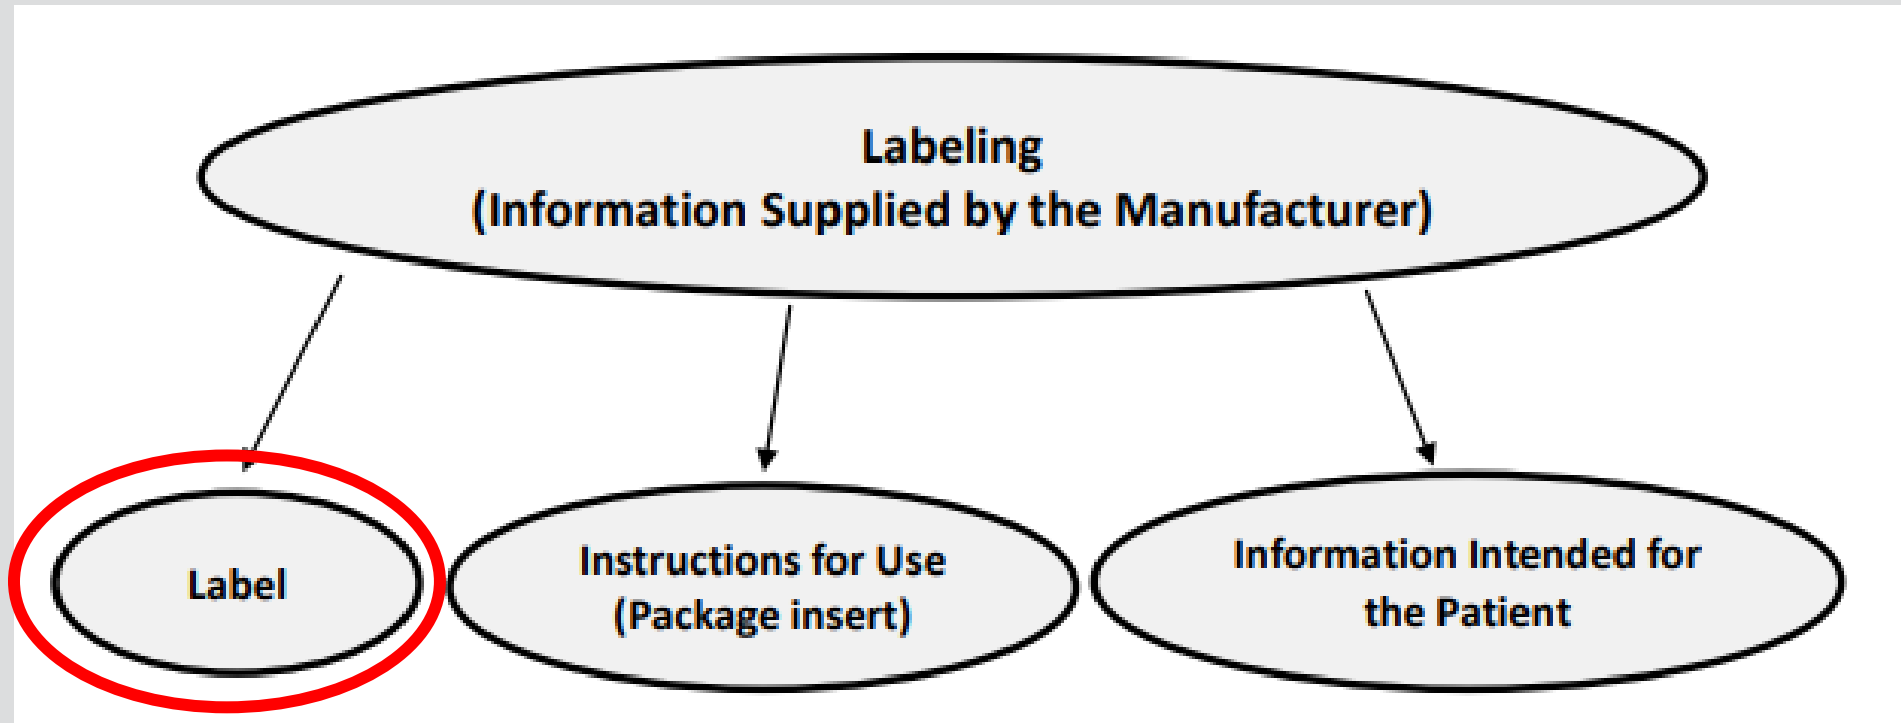 Labeling
(Information Supplied by the Manufacturer)
Label
Instructions for Use
(Package insert)
Information Intended for
the Patient